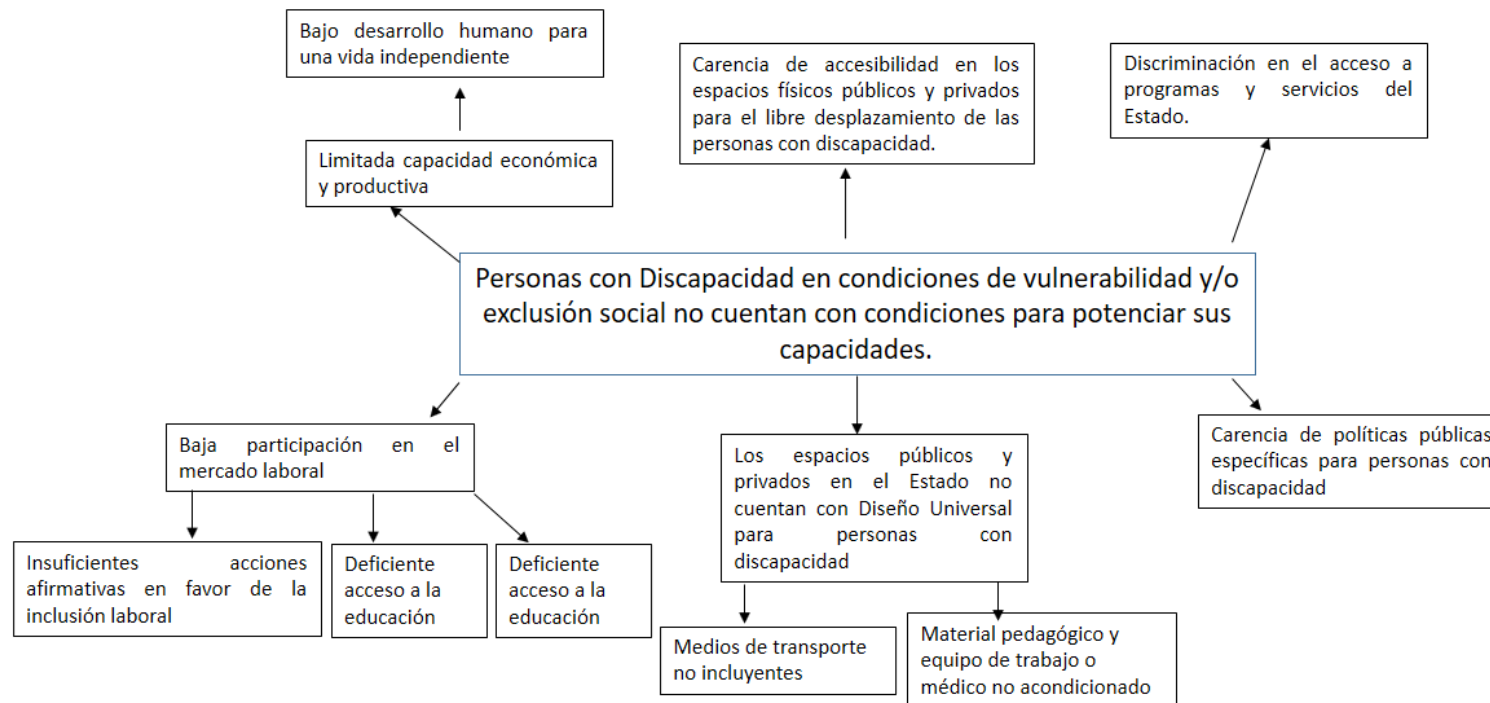 Bajo desarrollo humano para
una vida independiente
Carencia de accesibilidad en los
espacios físicos públicos y privados
para el libre desplazamiento de las
personas con discapacidad.
Discriminación en el acceso a
programas y servicios del
Estado.
Limitada capacidad económica
y productiva
Personas con Discapacidad en condiciones de vulnerabilidad y/o
exclusión social no cuentan con condiciones para potenciar sus
capacidades.
Baja participación en el
mercado laboral
Los espacios públicos y
privados en el Estado no
cuentan con Diseño Universal
para personas con
discapacidad
Carencia de políticas públicas
específicas para personas con
discapacidad
Insuficientes acciones
afirmativas en favor de la
inclusión laboral
Deficiente
acceso a la
educación
Deficiente
acceso a la
educación
Medios de transporte
no incluyentes
Material pedagógico y
equipo de trabajo o
médico no acondicionado